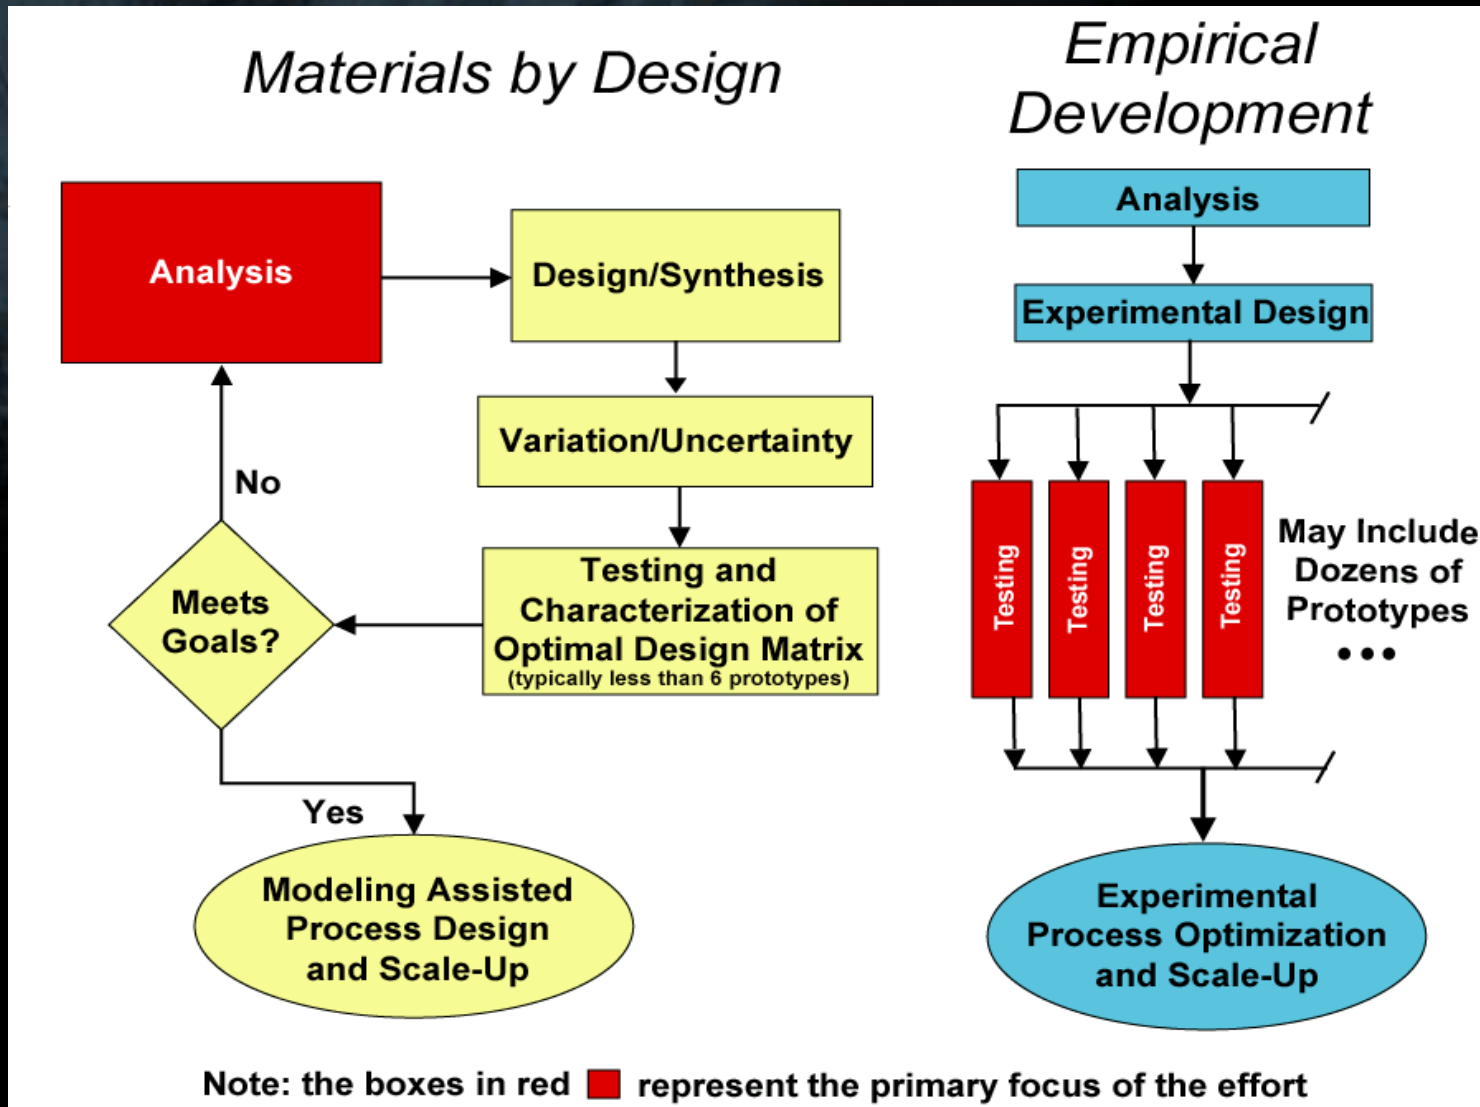 Materials by Design
Analysis
Design/Synthesis
Variation/Uncertainty
Testing and
Characterization of
Optimal Design Matrix
(typically less than 6 prototypes)
Meets
Goals?
No
Yes
Modeling Assisted
Process Design
and Scale-Up
Empirical
Development
Analysis
Experimental Design
Testing
Testing
Testing
Testing
May Include
Dozens of
Prototypes
•••
Experimental
Process Optimization
and Scale-Up
Note: the boxes in red represent the primary focus of the effort